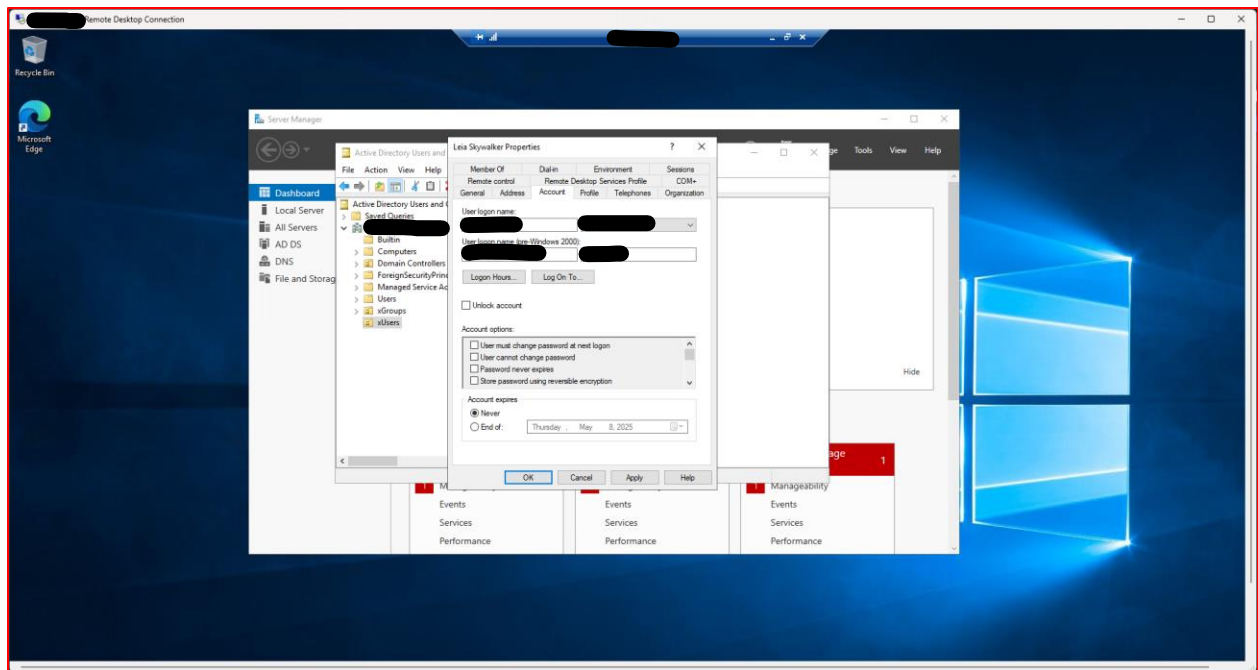 Remote Desktop Connection
Recycle Bin
Microsoft
Edge
Server Manager
Tools View Help
Dashboard
Local Server
All Servers
AD DS
DNS
File and Storag
Active Directory Users and
File Action View Help
Active Directory Users and
Saved Queries
Builtin
Computers
Domain Controllers
ForeignSecurityPrinc
Managed Service Ac
Users
xGroups
xUsers
Leia Skywalker Properties
Member Of Dial-in Environment Sessions
Remote control Remote Desktop Services Profile COM+
General Address Account Profile Telephones Organization
User logon name:
User logon name (pre-Windows 2000):
Logon Hours... Log On To...
Unlock account
Account options:
User must change password at next logon
User cannot change password
Password never expires
Store password using reversible encryption
Account expires
Never
End of: Thursday , May 8, 2025
OK Cancel Apply Help
Hide
age 1
1 Manageability
Events Events Events
Services Services Services
Performance Performance Performance